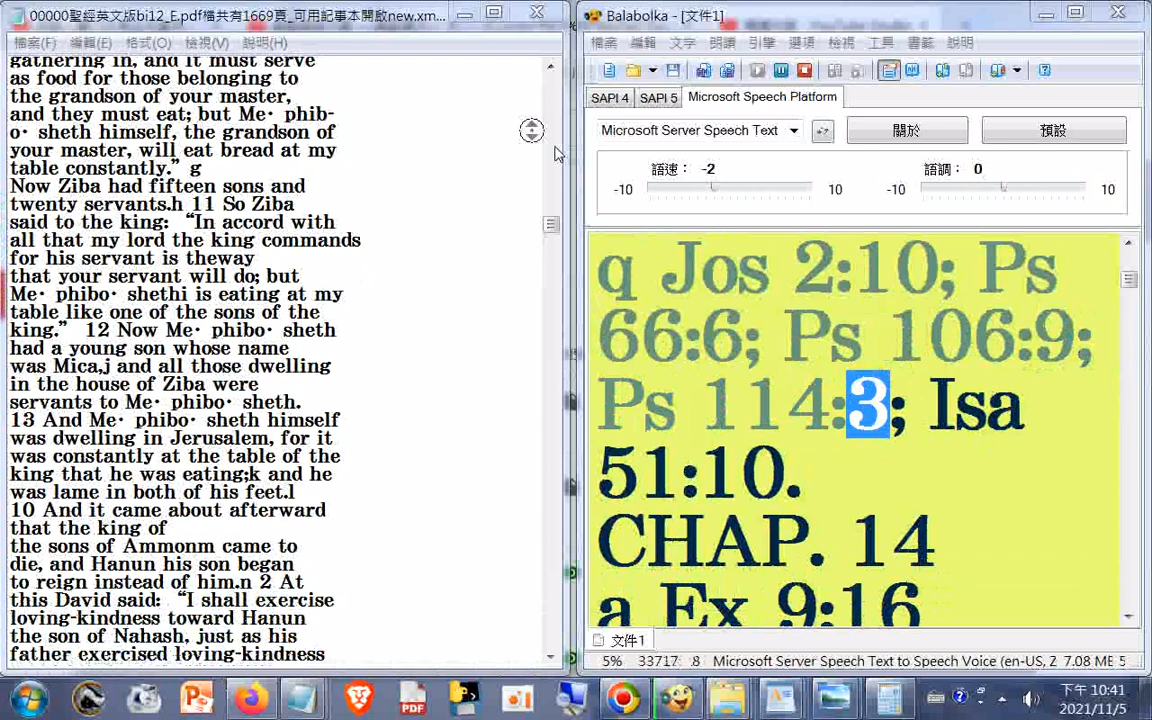 00000聖經英文版bi12_E.pdf檔共有1669頁_可用記事本開啟new.xm...
檔案(F) 編輯(E) 格式(O) 檢視(V) 說明(H)
gathering in, and it must serve
as food for those belonging to
the grandson of your master,
and they must eat; but Me· phib-
o· sheth himself, the grandson of
your master, will eat bread at my
table constantly.” g
Now Ziba had fifteen sons and
twenty servants.h 11 So Ziba
said to the king: “In accord with
all that my lord the king commands
for his servant is theway
that your servant will do; but
Me· phibo· shethi is eating at my
table like one of the sons of the
king.” 12 Now Me· phibo· sheth
had a young son whose name
was Mica,j and all those dwelling
in the house of Ziba were
servants to Me· phibo· sheth.
13 And Me· phibo· sheth himself
was dwelling in Jerusalem, for it
was constantly at the table of the
king that he was eating;k and he
was lame in both of his feet.l
10 And it came about afterward
that the king of
the sons of Ammonm came to
die, and Hanun his son began
to reign instead of him.n 2 At
this David said: “I shall exercise
loving-kindness toward Hanun
the son of Nahash, just as his
father exercised loving-kindness
Balabolka - [文件1]
檔案 編輯 文字 朗讀 引擎 選項 檢視 工具 書籤 說明
SAPI 4 SAPI 5 Microsoft Speech Platform
Microsoft Server Speech Text 關於 預設
語速： -2 語調： 0
-10 10 -10 10
q Jos 2:10; Ps
66:6; Ps 106:9;
Ps 114:3; Isa
51:10.
CHAP. 14
a Ex 9:16
文件1
5% 33717 .8 Microsoft Server Speech Text to Speech Voice (en-US, 2 7.08 MB 5
PDF
下午 10:41
2021/11/5